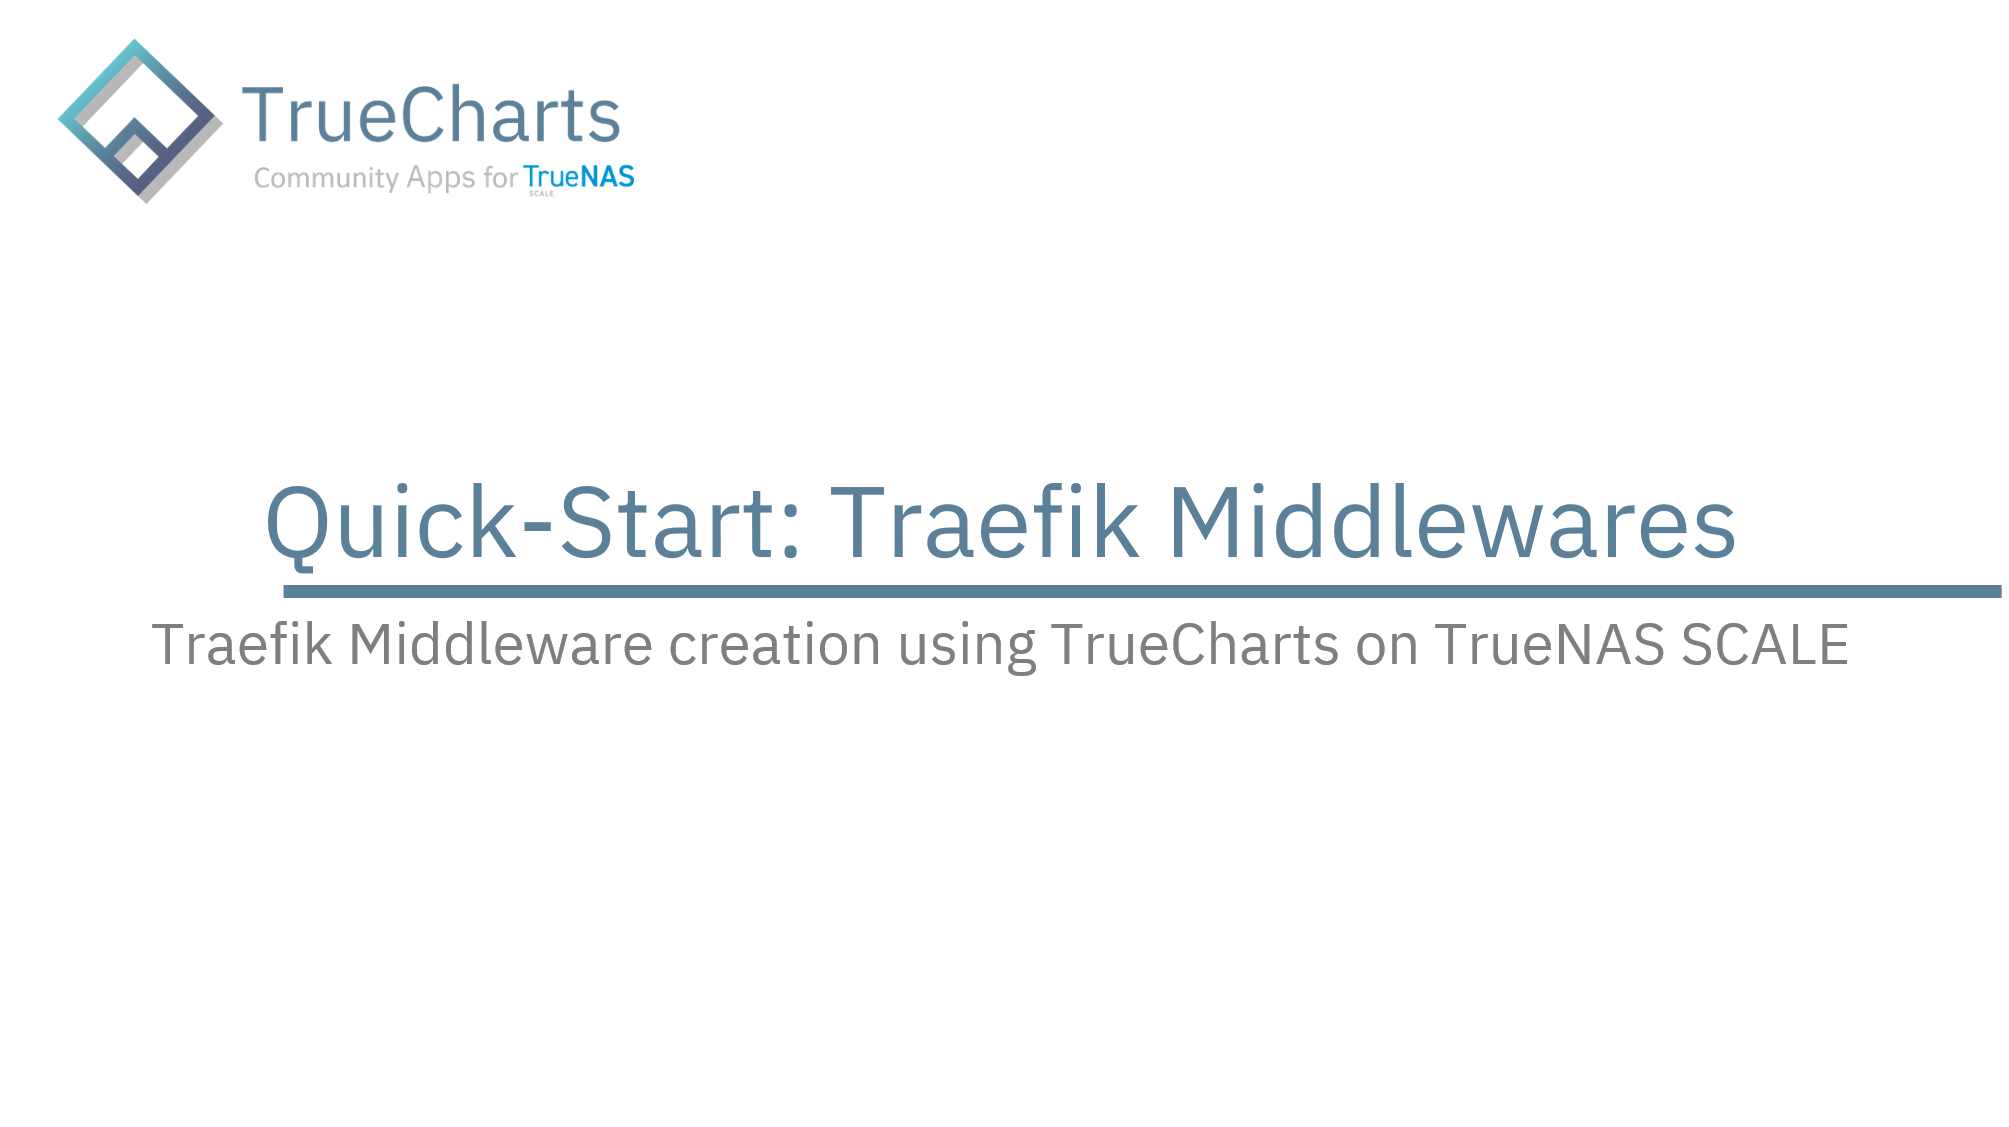 TrueCharts
Community Apps for TrueNAS
SCALE
Quick-Start: Traefik Middlewares
Traefik Middleware creation using TrueCharts on TrueNAS SCALE